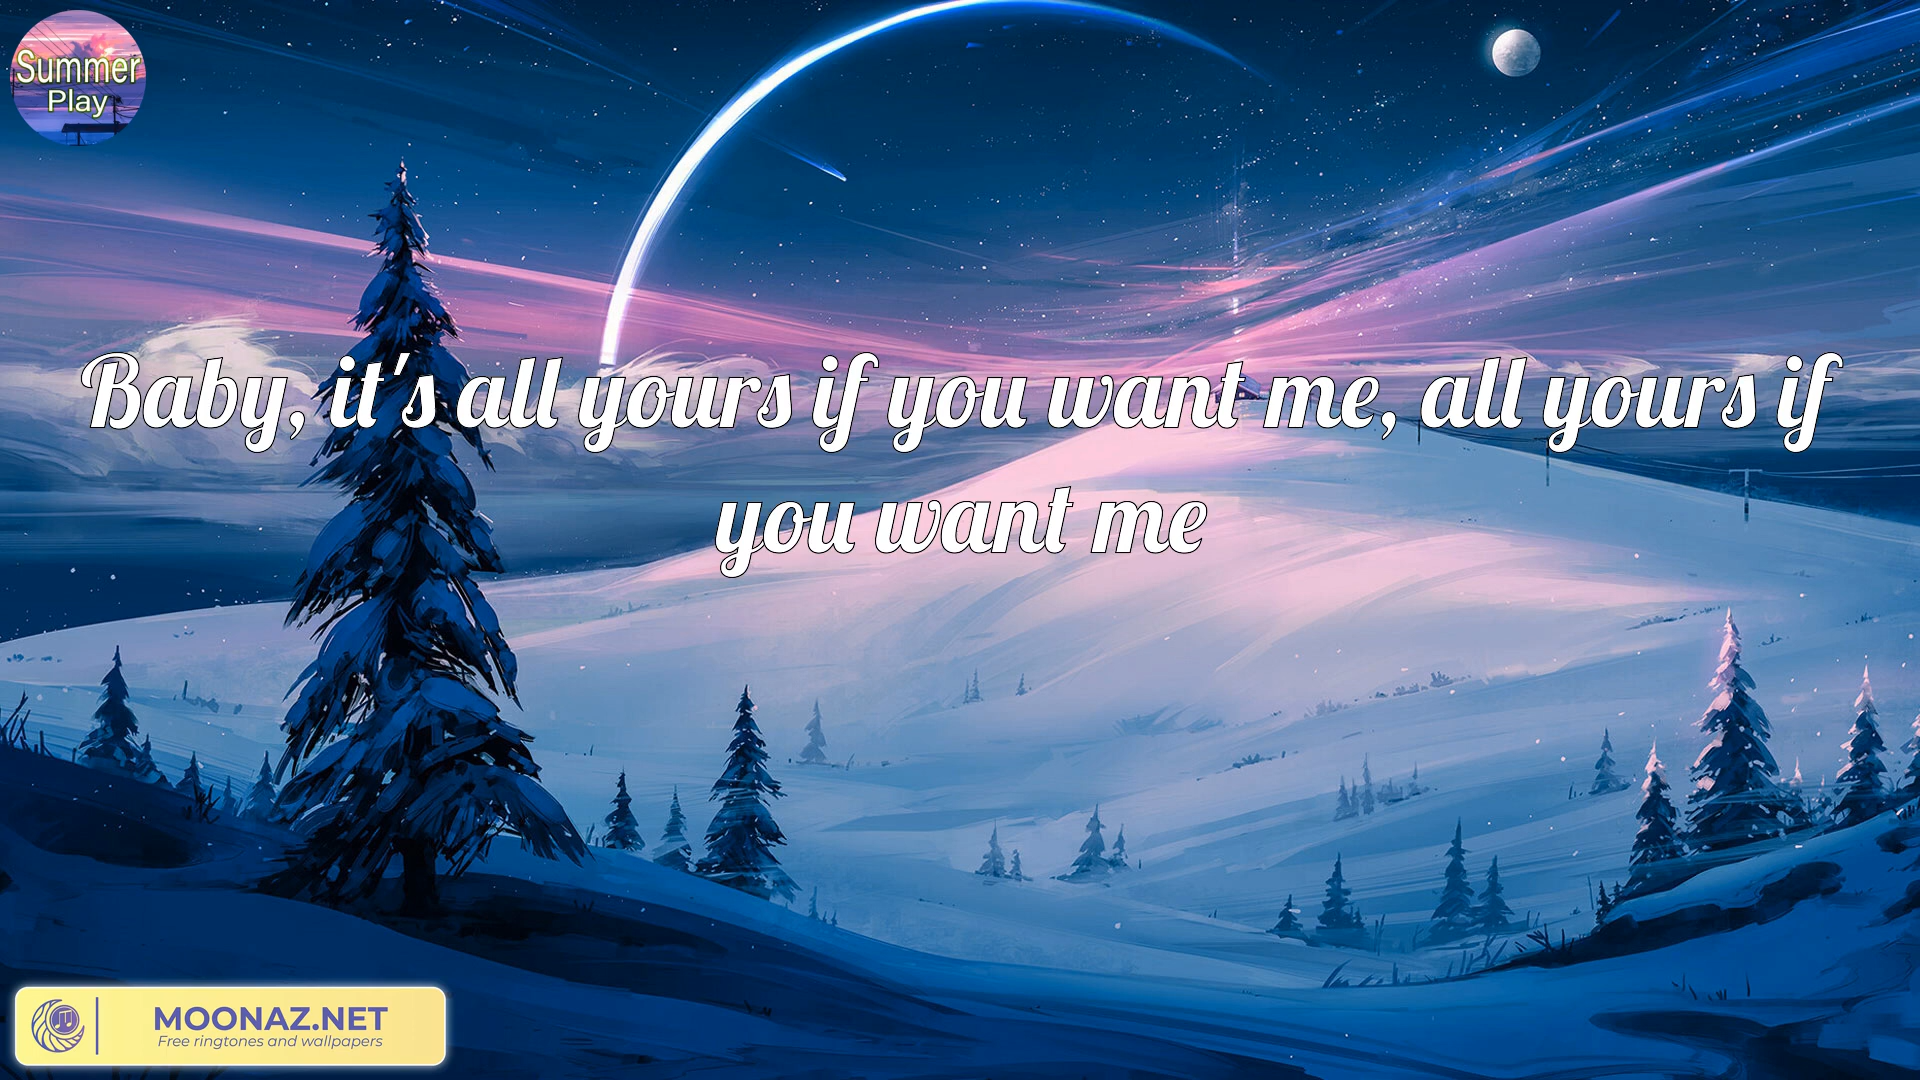 Summer
Play
Baby, it's all yours if you want me, all yours if
you want me
MOONAZ.NET
Free ringtones and wallpapers